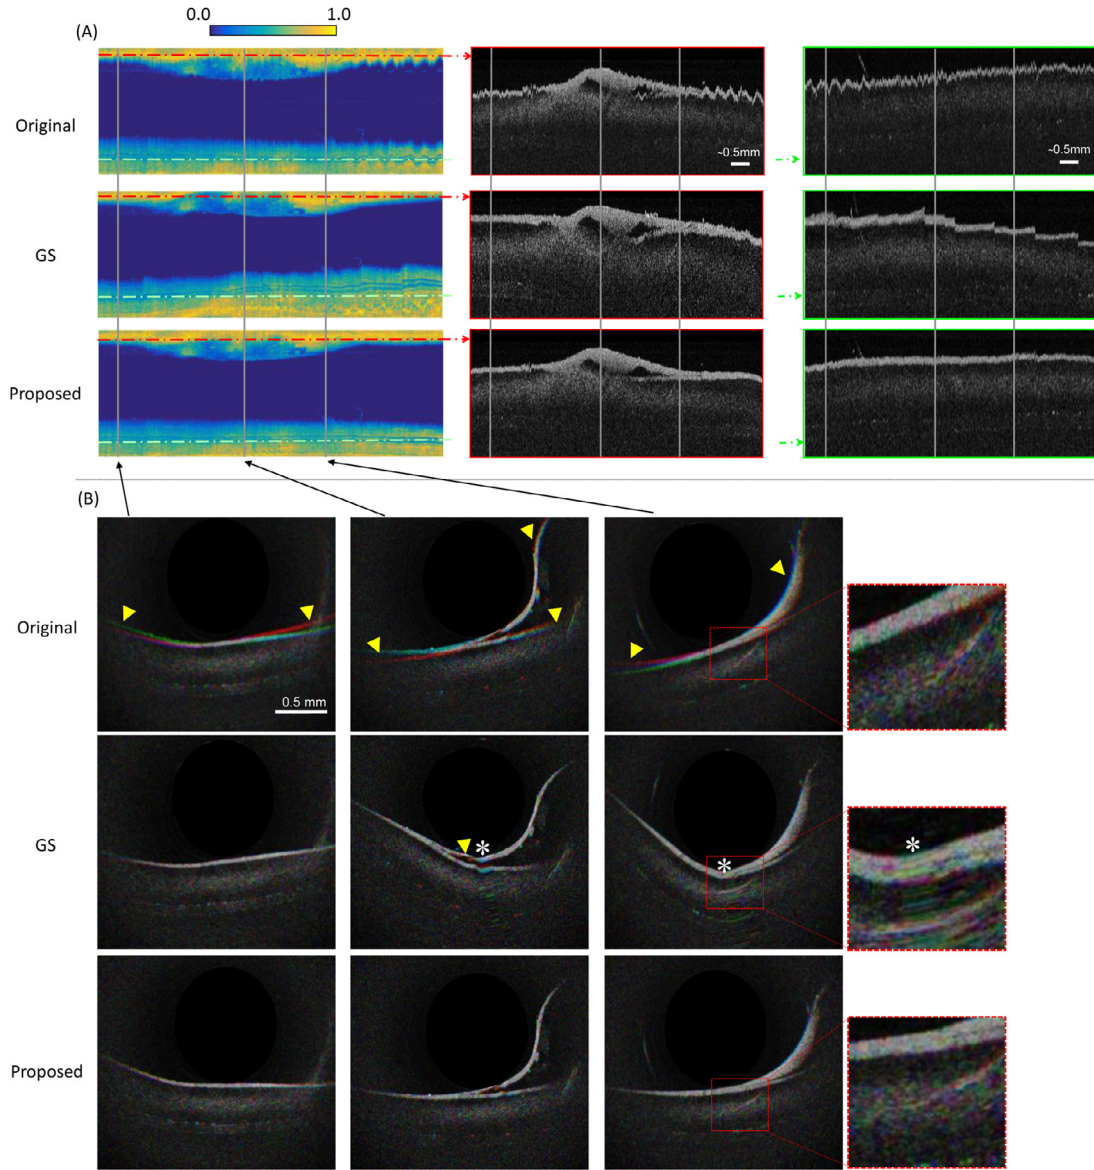 (A)
0.0 1.0
Original
~0.5mm
~0.5mm
GS
Proposed
(B)
Original
0.5 mm
GS
*
*
*
Proposed